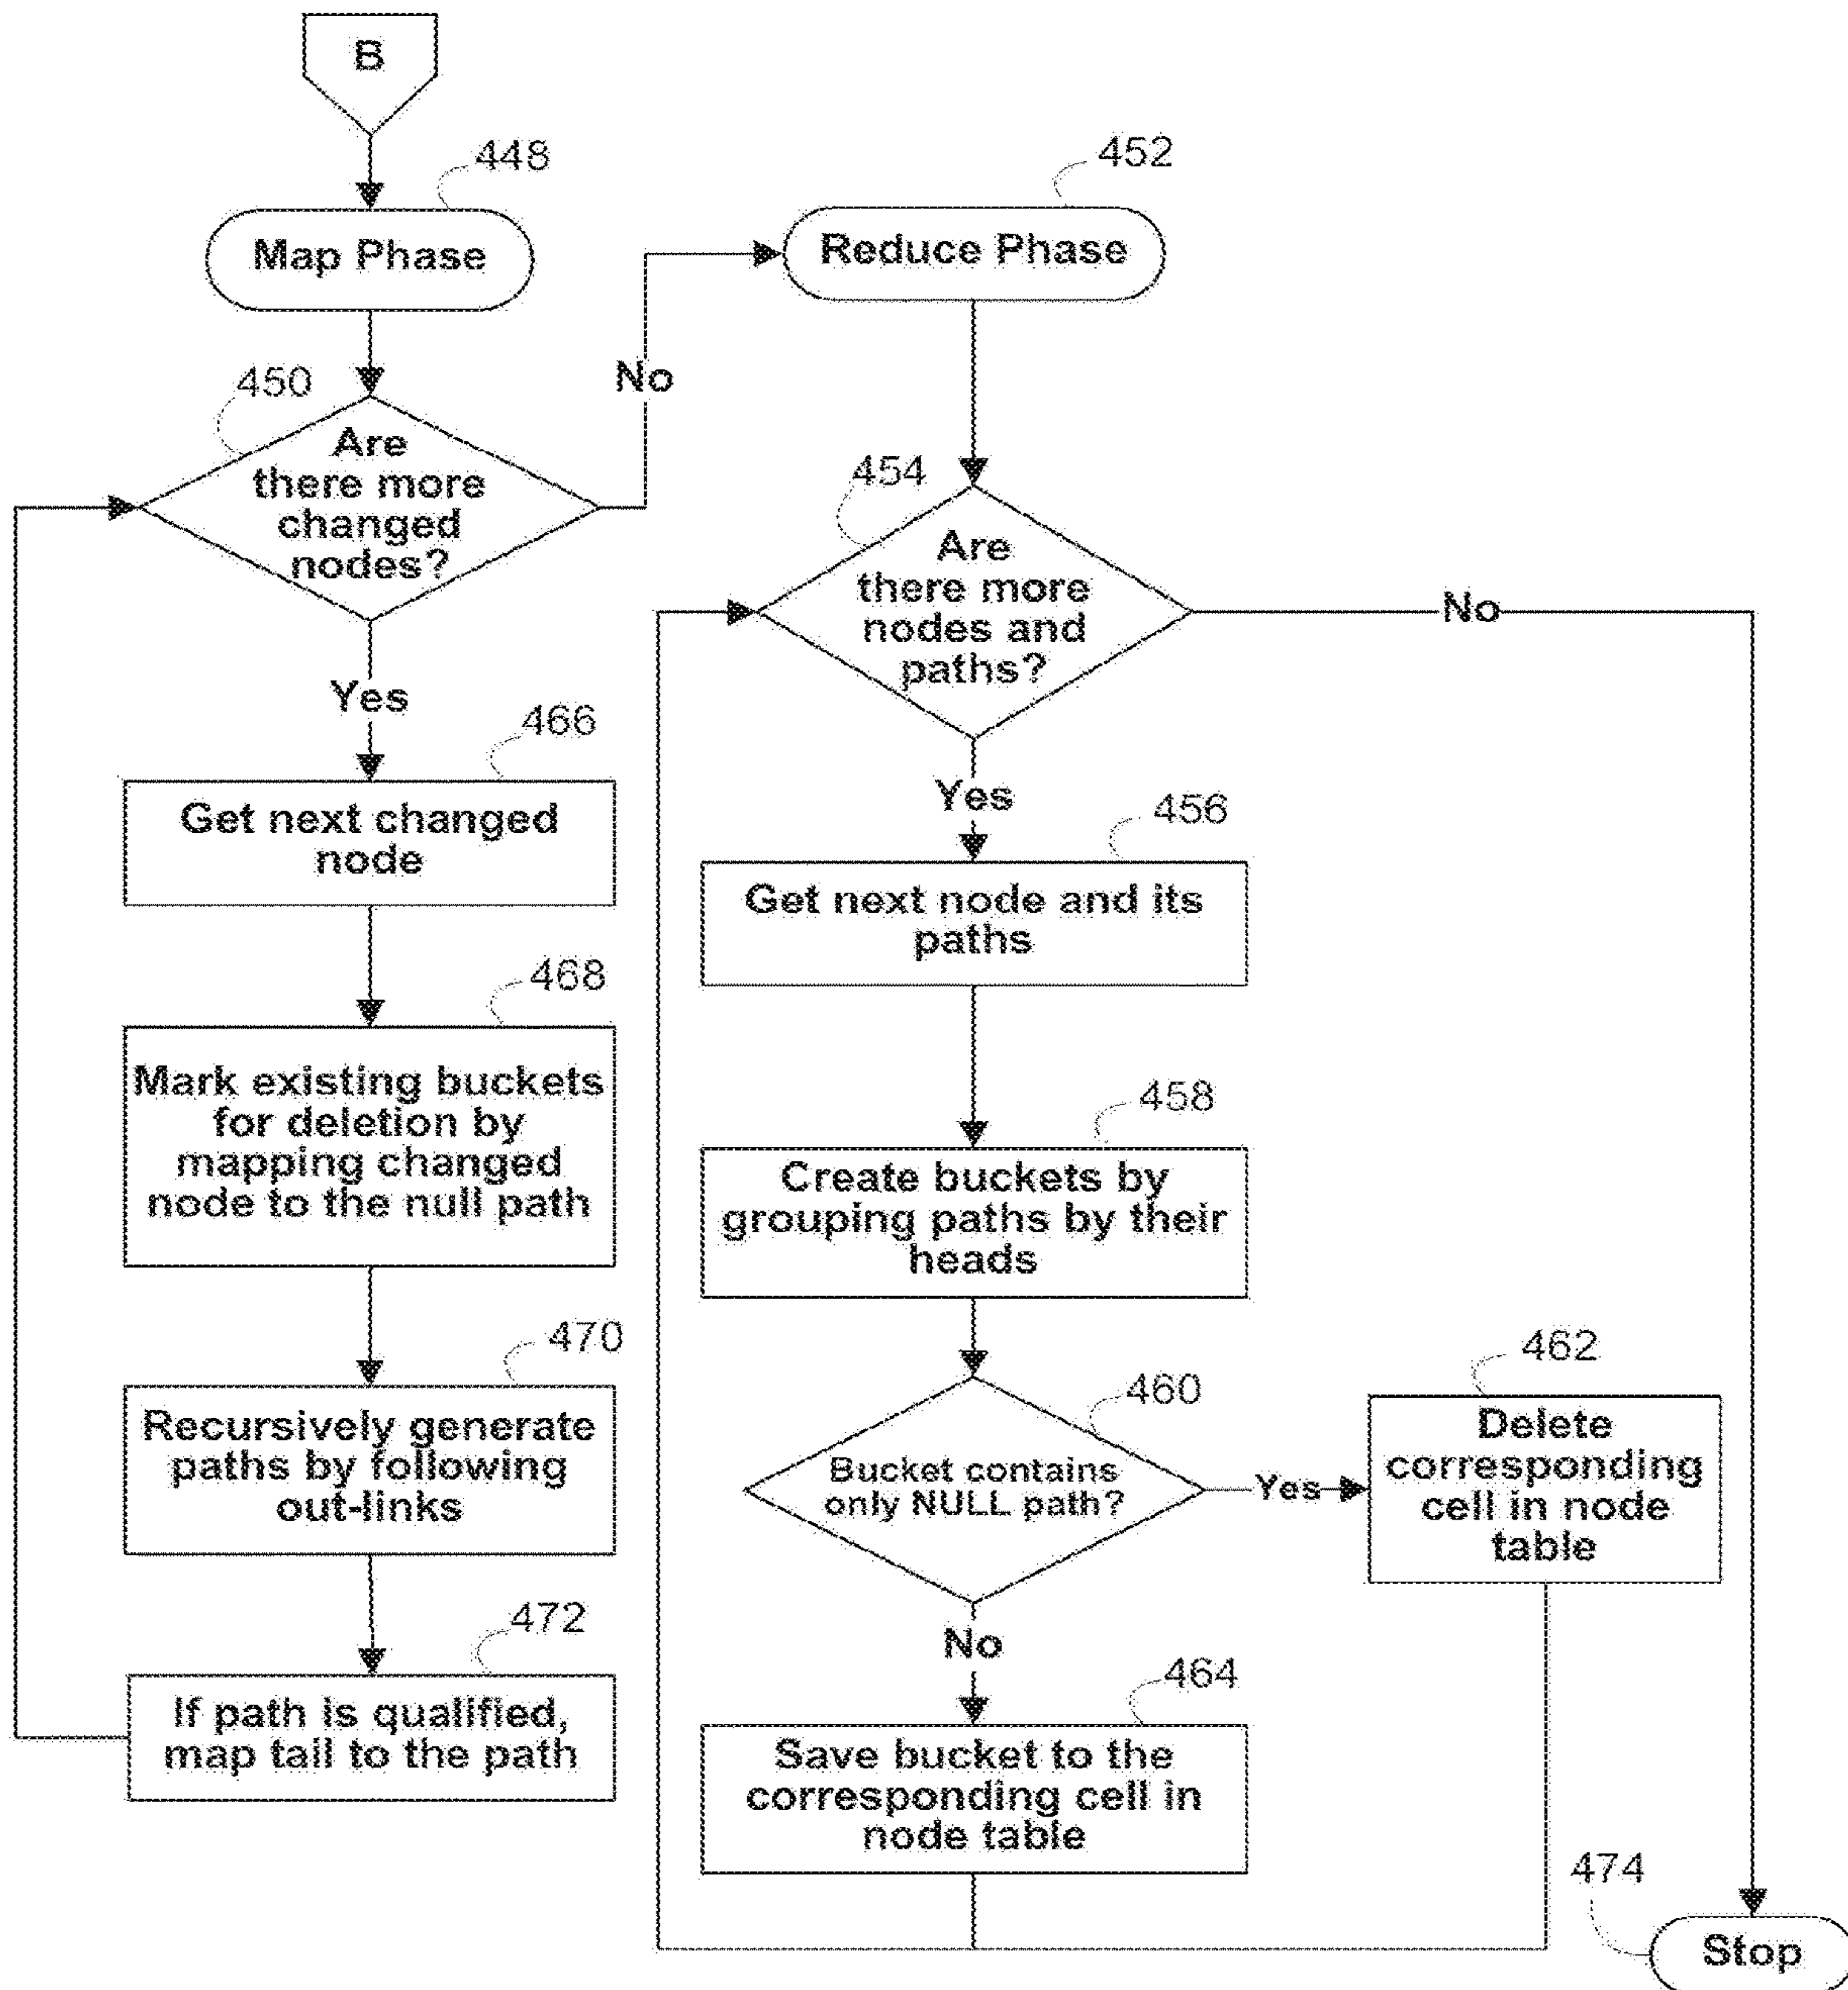 B
448
Map Phase
450
Are
there more
changed
nodes?
No
Yes
466
Get next changed
node
468
Mark existing buckets
for deletion by
mapping changed
node to the null path
470
Recursively generate
paths by following
out-links
472
If path is qualified,
map tail to the path
452
Reduce Phase
454
Are
there more
nodes and
paths?
No
Yes
456
Get next node and its
paths
458
Create buckets by
grouping paths by their
heads
460
Bucket contains
only NULL path?
Yes
462
Delete
corresponding
cell in node
table
No
464
Save bucket to the
corresponding cell in
node table
474
Stop